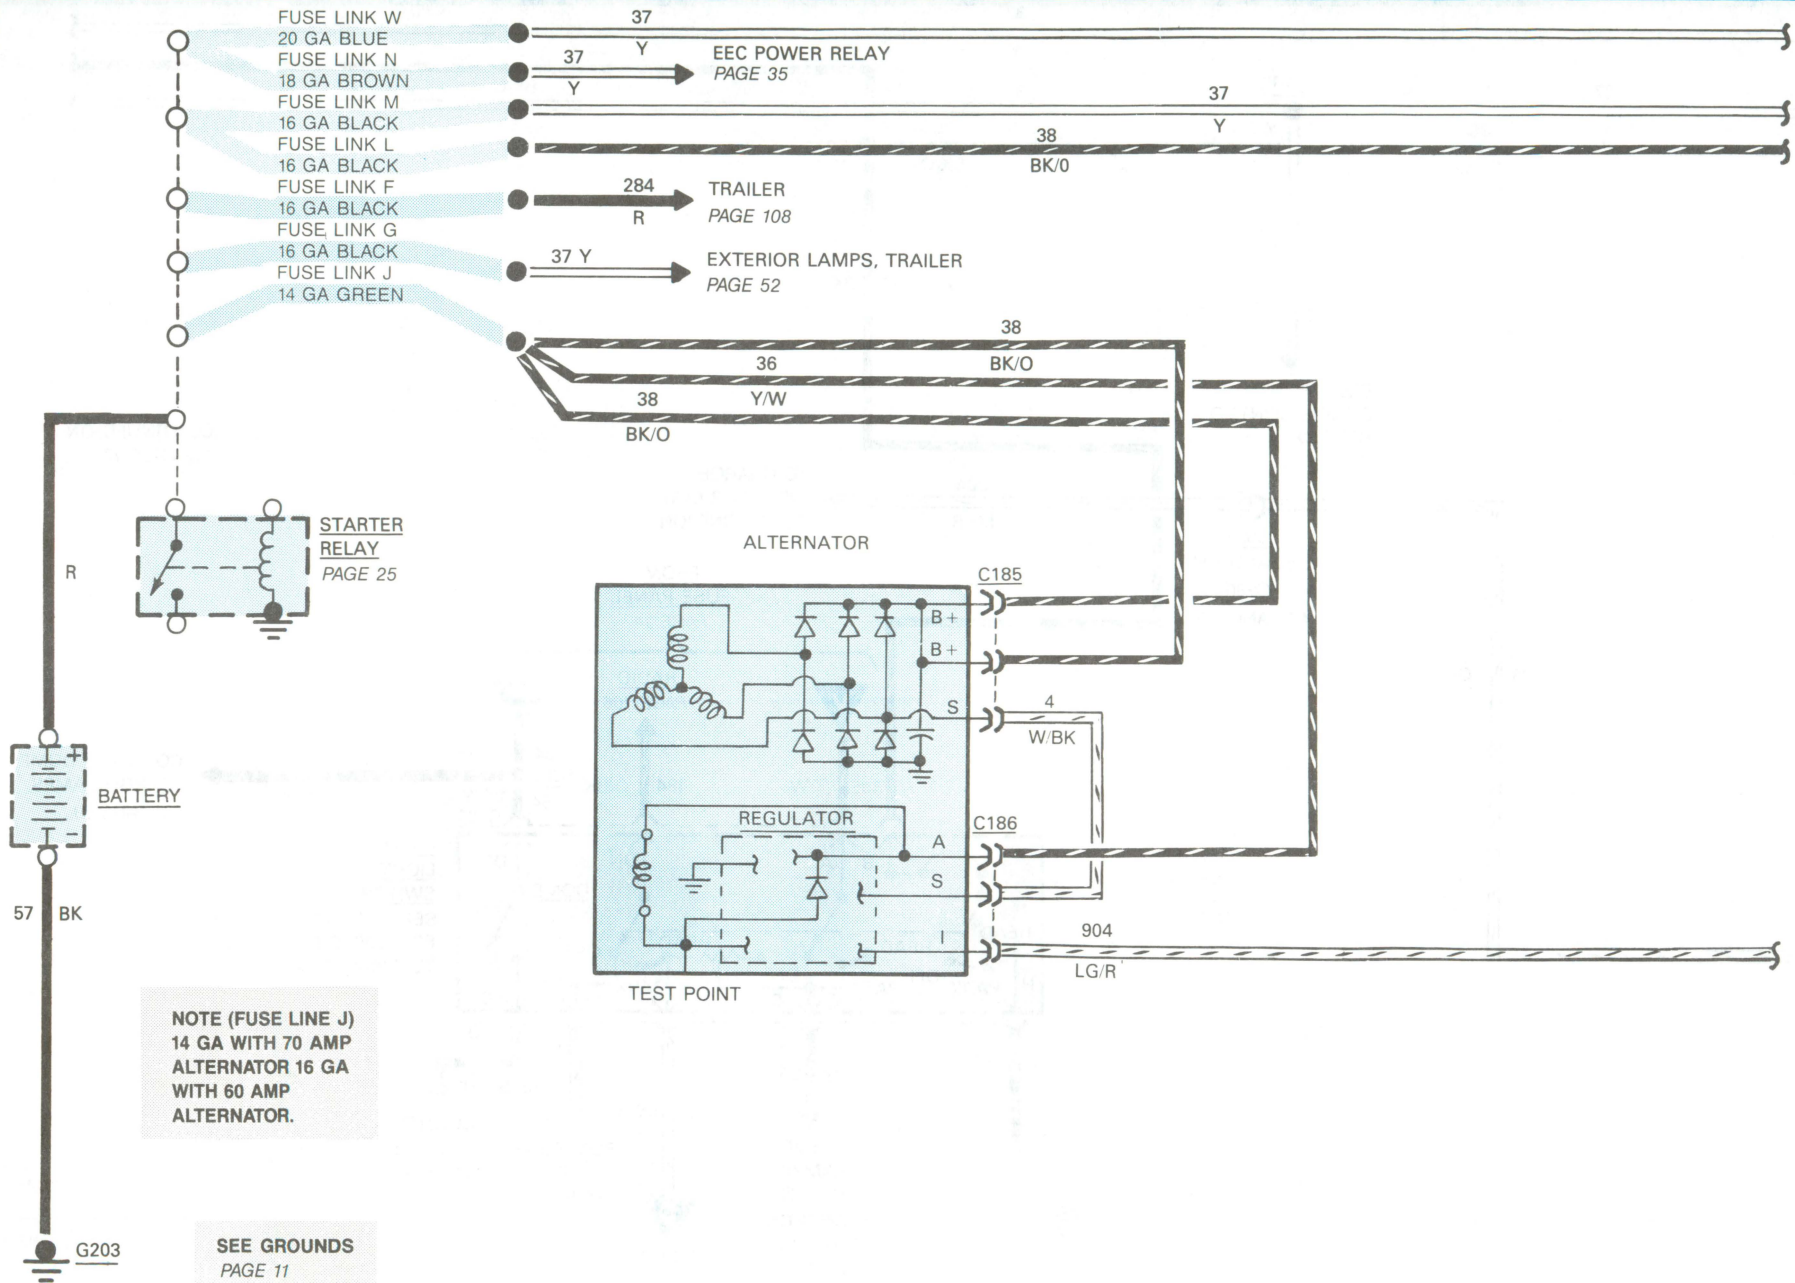 FUSE LINK W
20 GA BLUE
37
Y
FUSE LINK N
18 GA BROWN
37
Y
EEC POWER RELAY
PAGE 35
FUSE LINK M
16 GA BLACK
37
Y
FUSE LINK L
16 GA BLACK
38
BK/0
FUSE LINK F
16 GA BLACK
284
R
TRAILER
PAGE 108
FUSE LINK G
16 GA BLACK
37 Y
EXTERIOR LAMPS, TRAILER
PAGE 52
FUSE LINK J
14 GA GREEN
38
BK/O
36
Y/W
38
BK/O
STARTER
RELAY
PAGE 25
R
ALTERNATOR
C185
B+
B+
S
4
W/BK
+
BATTERY
-
REGULATOR
C186
A
S
I
904
LG/R
TEST POINT
57 BK
NOTE (FUSE LINE J)
14 GA WITH 70 AMP
ALTERNATOR 16 GA
WITH 60 AMP
ALTERNATOR.
G203
SEE GROUNDS
PAGE 11